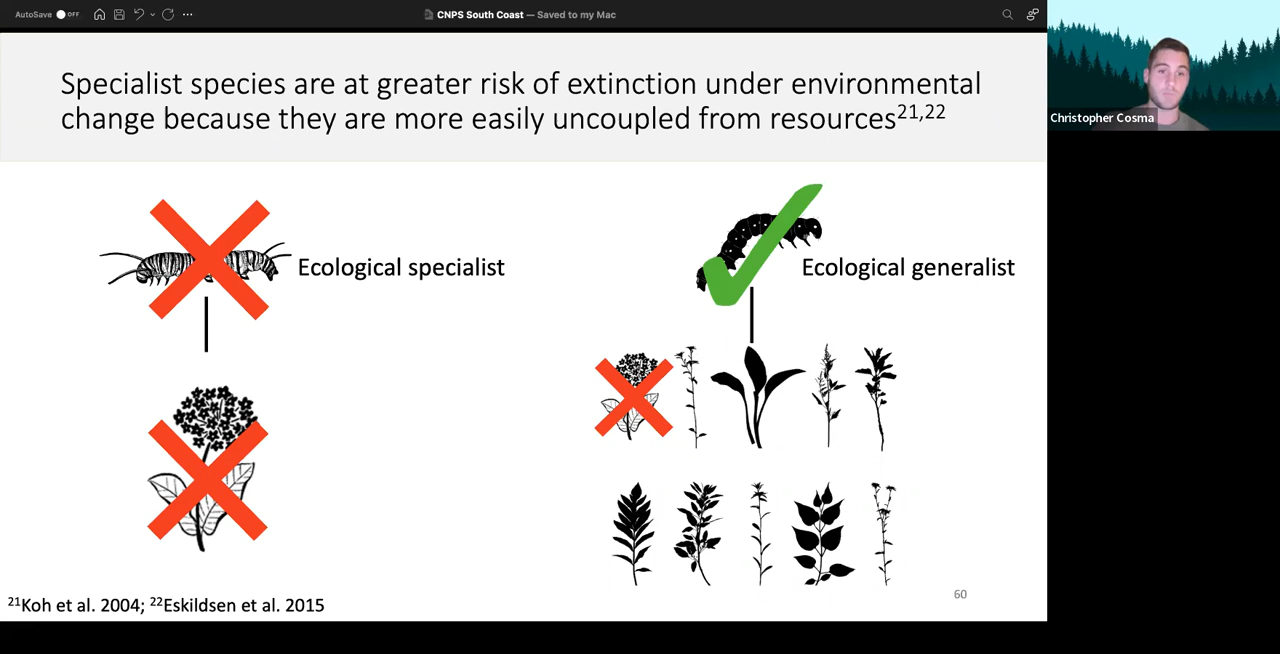 AutoSave OFF
CNPS South Coast — Saved to my Mac
Christopher Cosma
Specialist species are at greater risk of extinction under environmental
change because they are more easily uncoupled from resources21,22
Ecological specialist
Ecological generalist
21Koh et al. 2004; 22Eskildsen et al. 2015
60